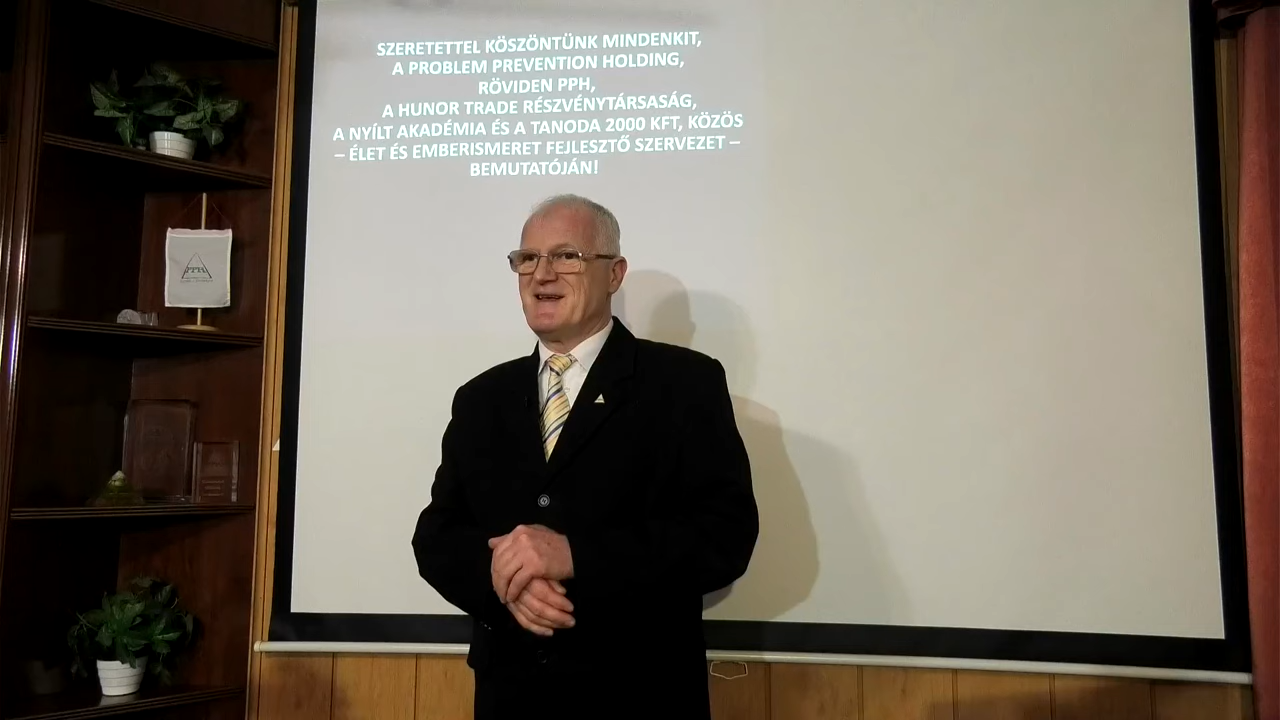 SZERETETTEL KÖSZÖNTÜNK MINDENKIT,
A PROBLEM PREVENTION HOLDING,
RÖVIDEN PPH,
A HUNOR TRADE RÉSZVÉNYTÁRSASÁG,
A NYÍLT AKADÉMIA ÉS A TANODA 2000 KFT, KÖZÖS
– ÉLET ÉS EMBERISMERET FEJLESZTŐ SZERVEZET –
BEMUTATÓJÁN!